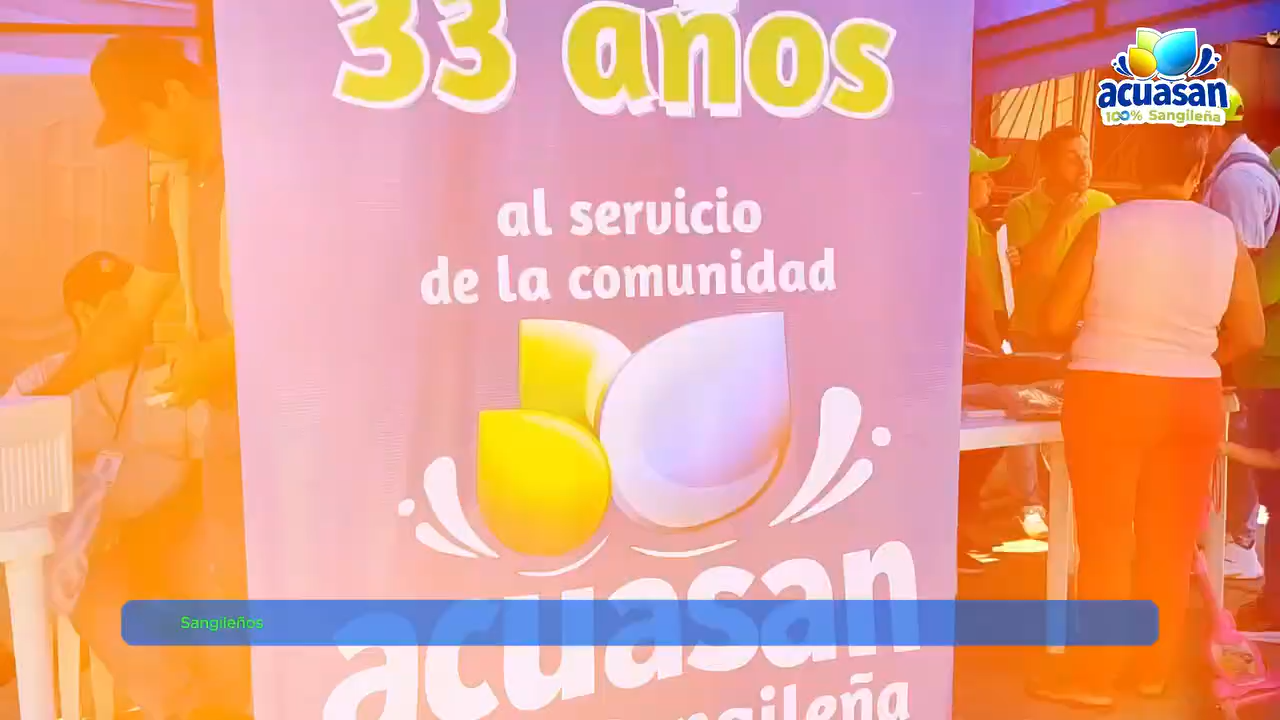 33 años
al servicio
de la comunidad
acuasan
acuasan
100% Sangileña
Sangileños